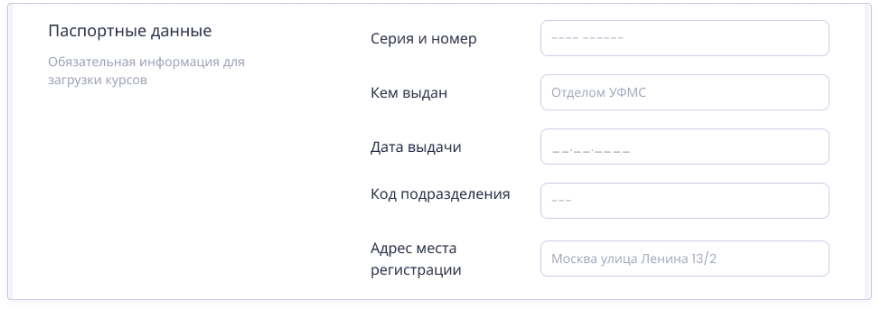 Паспортные данные
Обязательная информация для
загрузки курсов
Серия и номер
---- ------
Кем выдан
Отделом УФМС
Дата выдачи
__.__.____
Код подразделения
---
Адрес места
регистрации
Москва улица Ленина 13/2